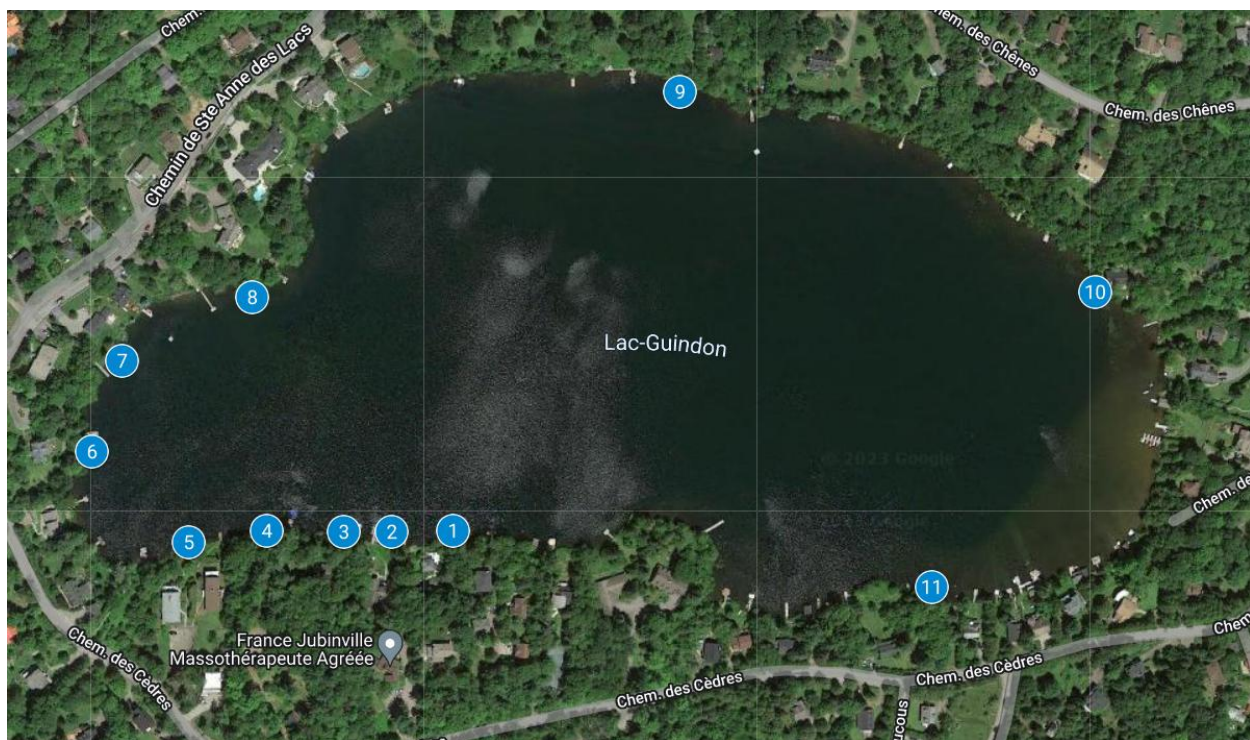 Chem.
Chemin de Ste Anne des Lacs
Chem. des Chênes
Chem. des Chênes
9
8
10
Lac-Guindon
7
6
© 2023 Google
Chem. des
1
2
3
4
5
11
France Jubinville
Massothérapeute Agréée
Chem. des Cèdres
Chem. des Cèdres
Chem. des Cèdres
Chem